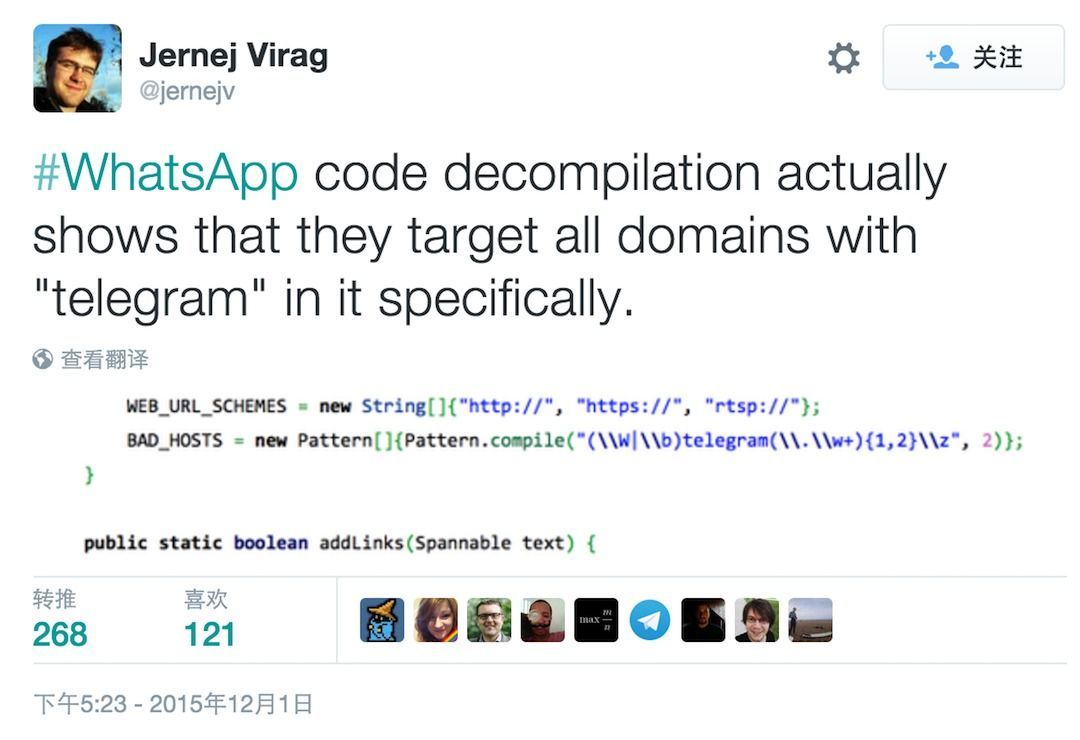 Jernej Virag
@jernejv
关注
#WhatsApp code decompilation actually
shows that they target all domains with
"telegram" in it specifically.
查看翻译
WEB_URL_SCHEMES = new String[]{"http://", "https://", "rtsp://"};
BAD_HOSTS = new Pattern[]{Pattern.compile("(\\W|\\b)telegram(\\.\\w+){1,2}\\z", 2)};
}
public static boolean addLinks(Spannable text) {
转推 喜欢
268 121
max m/n
下午5:23 - 2015年12月1日